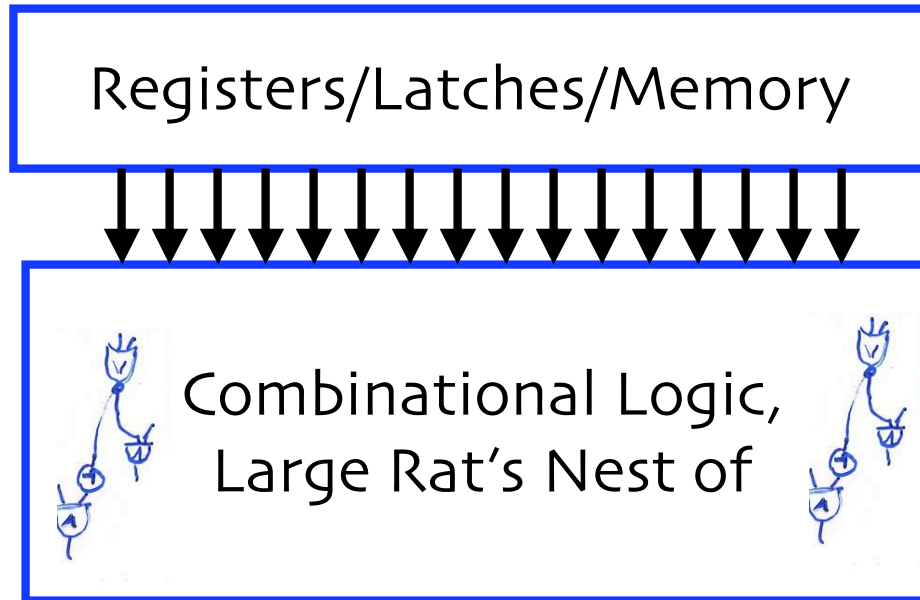 Registers/Latches/Memory
Combinational Logic,
Large Rat's Nest of